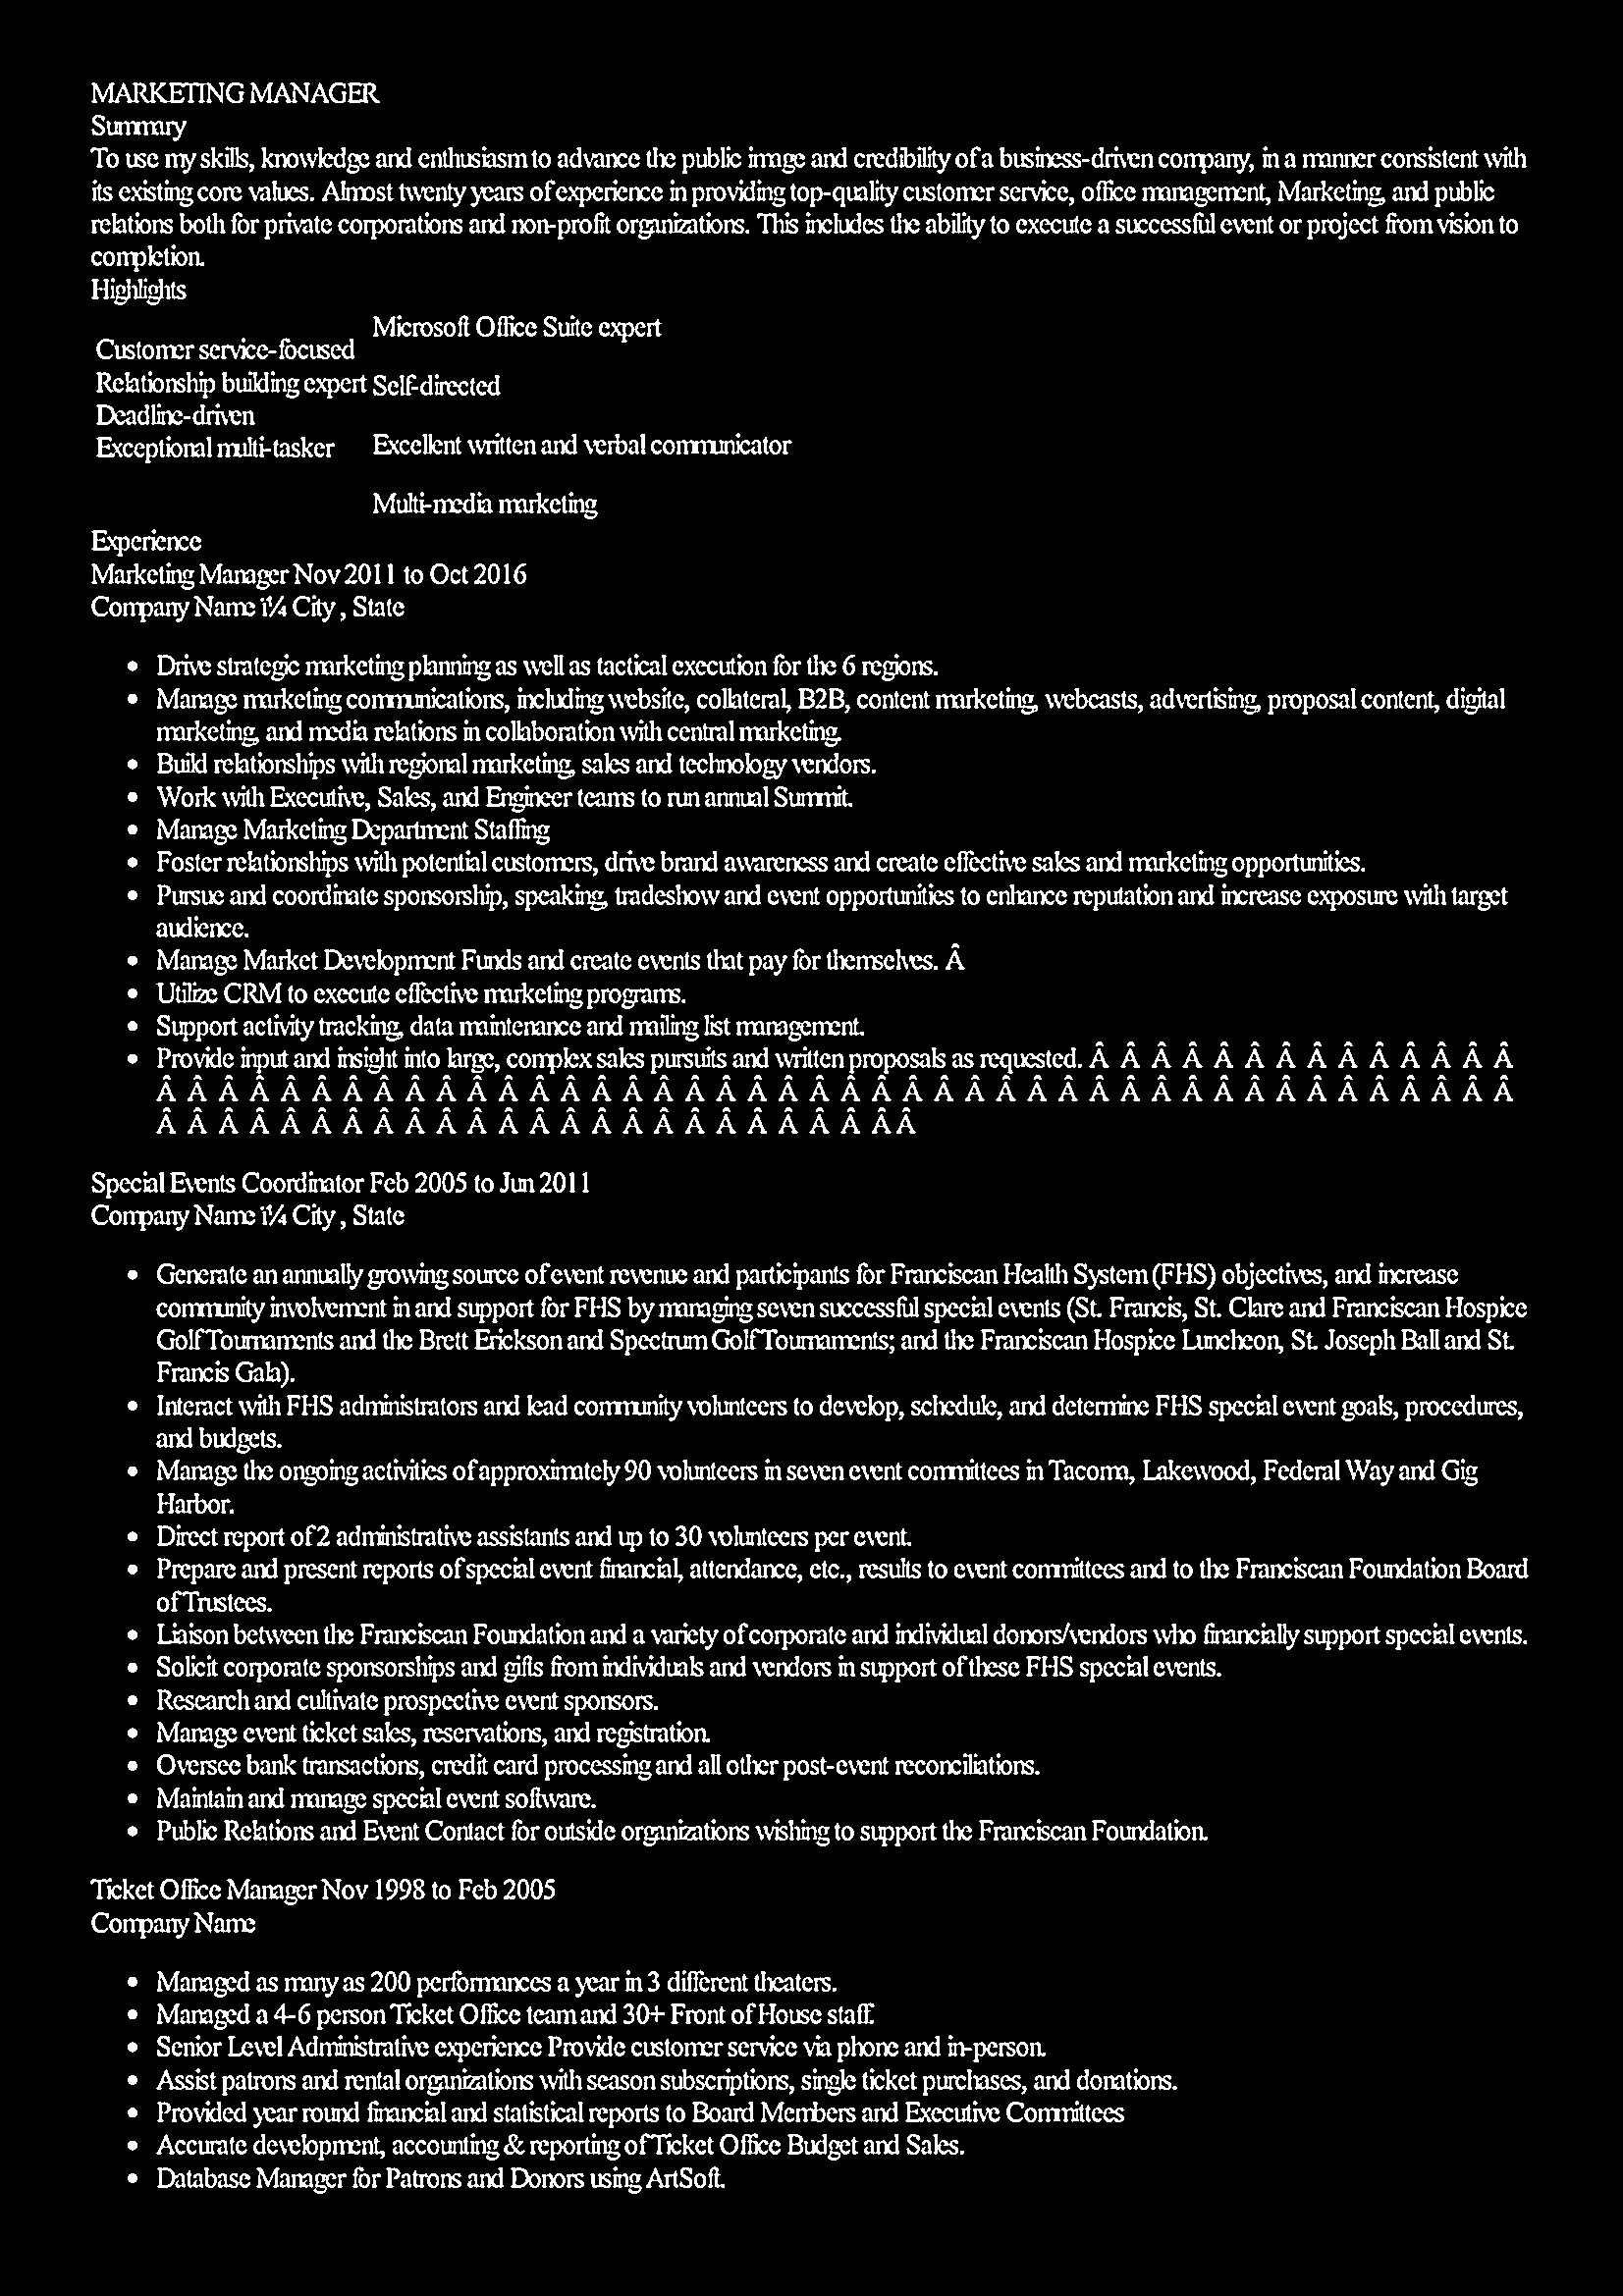 MARKETING MANAGER
Summary
To use my skills, knowledge and enthusiasm to advance the public image and credibility of a business-driven company, in a manner consistent with
its existing core values. Almost twenty years of experience in providing top-quality customer service, office management, Marketing, and public
relations both for private corporations and non-profit organizations. This includes the ability to execute a successful event or project from vision to
completion.
Highlights
Customer service-focused
Relationship building expert
Deadline-driven
Exceptional multi-tasker
Microsoft Office Suite expert
Self-directed
Excellent written and verbal communicator
Multi-media marketing
Experience
Marketing Manager Nov 2011 to Oct 2016
Company Name ï¼ City , State
• Drive strategic marketing planning as well as tactical execution for the 6 regions.
• Manage marketing communications, including website, collateral, B2B, content marketing, webcasts, advertising, proposal content, digital
marketing, and media relations in collaboration with central marketing.
• Build relationships with regional marketing, sales and technology vendors.
• Work with Executive, Sales, and Engineer teams to run annual Summit.
• Manage Marketing Department Staffing
• Foster relationships with potential customers, drive brand awareness and create effective sales and marketing opportunities.
• Pursue and coordinate sponsorship, speaking, tradeshow and event opportunities to enhance reputation and increase exposure with target
audience.
• Manage Market Development Funds and create events that pay for themselves. Â
• Utilize CRM to execute effective marketing programs.
• Support activity tracking, data maintenance and mailing list management.
• Provide input and insight into large, complex sales pursuits and written proposals as requested. Â Â Â Â Â Â Â Â Â Â Â Â Â Â
Â Â Â Â Â Â Â Â Â Â Â Â Â Â Â Â Â Â Â Â Â Â Â Â Â Â Â Â Â Â Â Â Â Â Â Â Â Â Â Â Â Â Â Â
Â Â Â Â Â Â Â Â Â Â Â Â Â Â Â Â Â Â Â Â Â Â Â ÂÂ
Special Events Coordinator Feb 2005 to Jun 2011
Company Name ï¼ City , State
• Generate an annually growing source of event revenue and participants for Franciscan Health System (FHS) objectives, and increase
community involvement in and support for FHS by managing seven successful special events (St. Francis, St. Clare and Franciscan Hospice
Golf Tournaments and the Brett Erickson and Spectrum Golf Tournaments; and the Franciscan Hospice Luncheon, St. Joseph Ball and St.
Francis Gala).
• Interact with FHS administrators and lead community volunteers to develop, schedule, and determine FHS special event goals, procedures,
and budgets.
• Manage the ongoing activities of approximately 90 volunteers in seven event committees in Tacoma, Lakewood, Federal Way and Gig
Harbor.
• Direct report of 2 administrative assistants and up to 30 volunteers per event.
• Prepare and present reports of special event financial, attendance, etc., results to event committees and to the Franciscan Foundation Board
of Trustees.
• Liaison between the Franciscan Foundation and a variety of corporate and individual donors/vendors who financially support special events.
• Solicit corporate sponsorships and gifts from individuals and vendors in support of these FHS special events.
• Research and cultivate prospective event sponsors.
• Manage event ticket sales, reservations, and registration.
• Oversee bank transactions, credit card processing and all other post-event reconciliations.
• Maintain and manage special event software.
• Public Relations and Event Contact for outside organizations wishing to support the Franciscan Foundation.
Ticket Office Manager Nov 1998 to Feb 2005
Company Name
• Managed as many as 200 performances a year in 3 different theaters.
• Managed a 4-6 person Ticket Office team and 30+ Front of House staff.
• Senior Level Administrative experience Provide customer service via phone and in-person.
• Assist patrons and rental organizations with season subscriptions, single ticket purchases, and donations.
• Provided year round financial and statistical reports to Board Members and Executive Committees
• Accurate development, accounting & reporting of Ticket Office Budget and Sales.
• Database Manager for Patrons and Donors using ArtSoft.